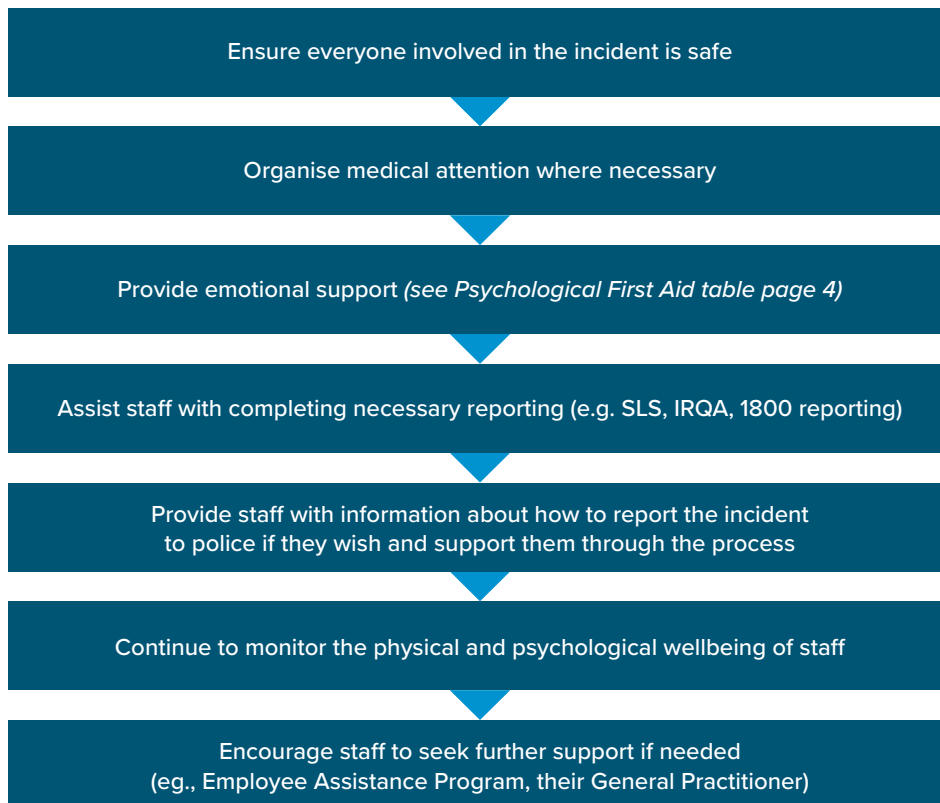 Ensure everyone involved in the incident is safe
Organise medical attention where necessary
Provide emotional support (see Psychological First Aid table page 4)
Assist staff with completing necessary reporting (e.g. SLS, IRQA, 1800 reporting)
Provide staff with information about how to report the incident
to police if they wish and support them through the process
Continue to monitor the physical and psychological wellbeing of staff
Encourage staff to seek further support if needed
(eg., Employee Assistance Program, their General Practitioner)